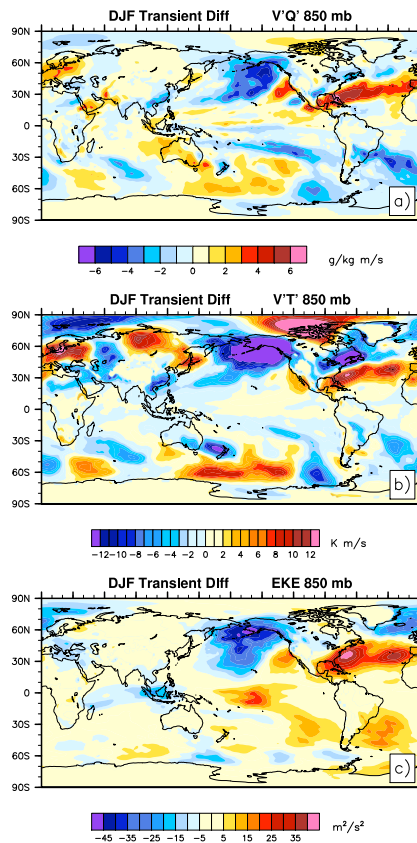 DJF Transient Diff V'Q' 850 mb
90N
60N
30N
0
30S
60S
90S
a)
−6 −4 −2 0 2 4 6 g/kg m/s
DJF Transient Diff V'T' 850 mb
90N
60N
30N
0
30S
60S
90S
b)
−12 −10 −8 −6 −4 −2 0 2 4 6 8 10 12 K m/s
DJF Transient DIff EKE 850 mb
90N
60N
30N
0
30S
60S
90S
c)
−45 −35 −25 −15 −5 5 15 25 35 m²/s²